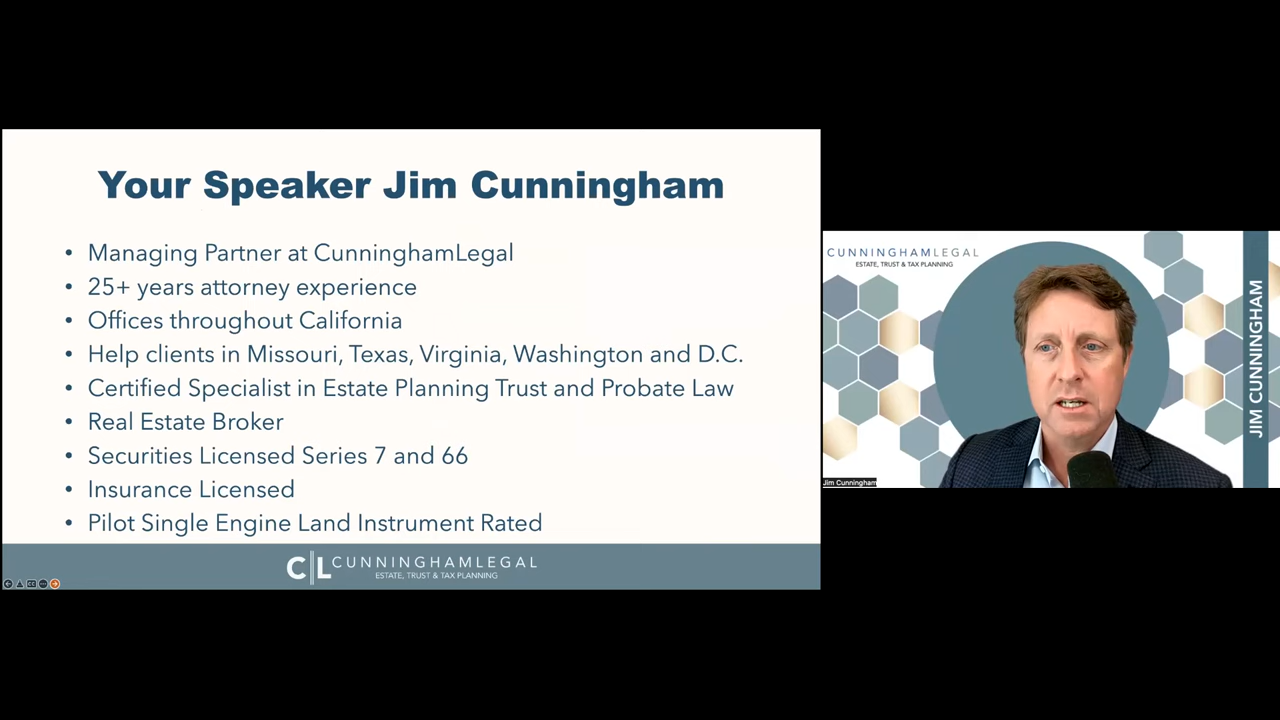 Your Speaker Jim Cunningham
• Managing Partner at CunninghamLegal
• 25+ years attorney experience
• Offices throughout California
• Help clients in Missouri, Texas, Virginia, Washington and D.C.
• Certified Specialist in Estate Planning Trust and Probate Law
• Real Estate Broker
• Securities Licensed Series 7 and 66
• Insurance Licensed
• Pilot Single Engine Land Instrument Rated
C|L CUNNINGHAMLEGAL
ESTATE, TRUST & TAX PLANNING
CUNNINGHAMLEGAL
ESTATE, TRUST & TAX PLANNING
JIM CUNNINGHAM
Jim Cunningham